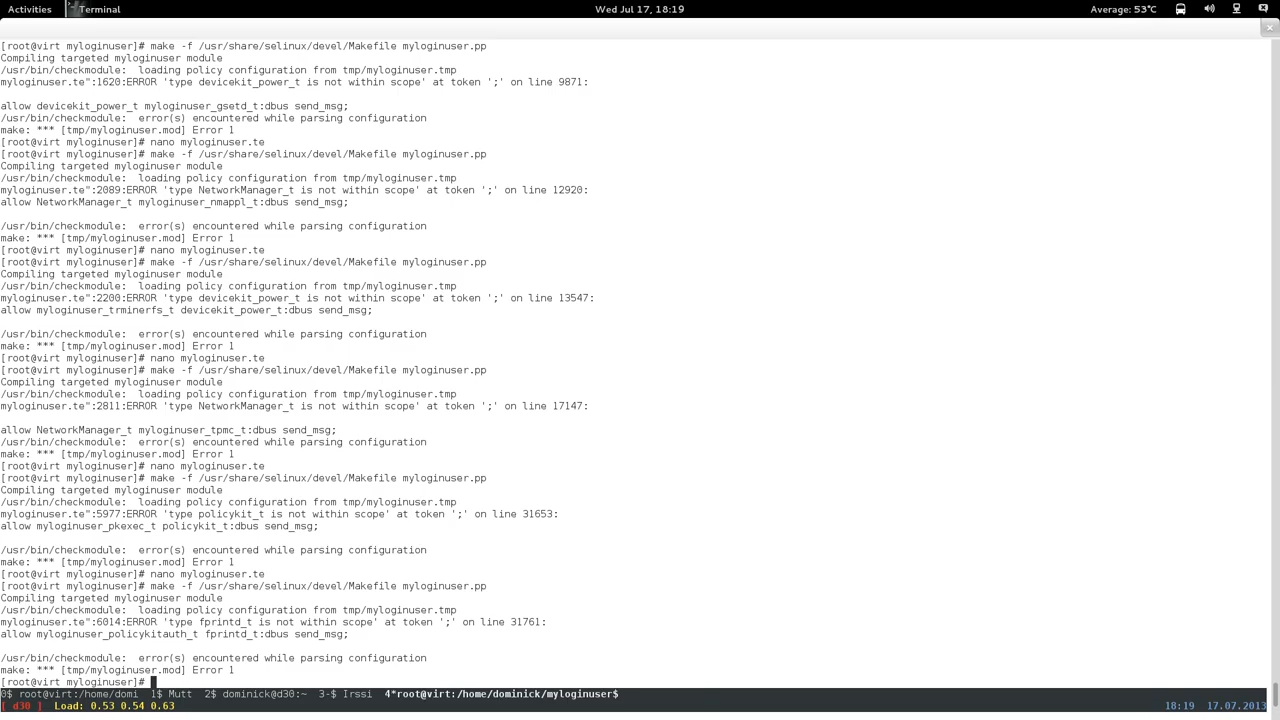 Activities Terminal Wed Jul 17, 18:19 Average: 53°C
[root@virt myloginuser]# make -f /usr/share/selinux/devel/Makefile myloginuser.pp
Compiling targeted myloginuser module
/usr/bin/checkmodule:  loading policy configuration from tmp/myloginuser.tmp
myloginuser.te":1620:ERROR 'type devicekit_power_t is not within scope' at token ';' on line 9871:
allow devicekit_power_t myloginuser_gsetd_t:dbus send_msg;
/usr/bin/checkmodule:  error(s) encountered while parsing configuration
make: *** [tmp/myloginuser.mod] Error 1
[root@virt myloginuser]# nano myloginuser.te
[root@virt myloginuser]# make -f /usr/share/selinux/devel/Makefile myloginuser.pp
Compiling targeted myloginuser module
/usr/bin/checkmodule:  loading policy configuration from tmp/myloginuser.tmp
myloginuser.te":2089:ERROR 'type NetworkManager_t is not within scope' at token ';' on line 12920:
allow NetworkManager_t myloginuser_nmappl_t:dbus send_msg;
/usr/bin/checkmodule:  error(s) encountered while parsing configuration
make: *** [tmp/myloginuser.mod] Error 1
[root@virt myloginuser]# nano myloginuser.te
[root@virt myloginuser]# make -f /usr/share/selinux/devel/Makefile myloginuser.pp
Compiling targeted myloginuser module
/usr/bin/checkmodule:  loading policy configuration from tmp/myloginuser.tmp
myloginuser.te":2200:ERROR 'type devicekit_power_t is not within scope' at token ';' on line 13547:
allow myloginuser_trminerfs_t devicekit_power_t:dbus send_msg;
/usr/bin/checkmodule:  error(s) encountered while parsing configuration
make: *** [tmp/myloginuser.mod] Error 1
[root@virt myloginuser]# nano myloginuser.te
[root@virt myloginuser]# make -f /usr/share/selinux/devel/Makefile myloginuser.pp
Compiling targeted myloginuser module
/usr/bin/checkmodule:  loading policy configuration from tmp/myloginuser.tmp
myloginuser.te":2811:ERROR 'type NetworkManager_t is not within scope' at token ';' on line 17147:
allow NetworkManager_t myloginuser_tpmc_t:dbus send_msg;
/usr/bin/checkmodule:  error(s) encountered while parsing configuration
make: *** [tmp/myloginuser.mod] Error 1
[root@virt myloginuser]# nano myloginuser.te
[root@virt myloginuser]# make -f /usr/share/selinux/devel/Makefile myloginuser.pp
Compiling targeted myloginuser module
/usr/bin/checkmodule:  loading policy configuration from tmp/myloginuser.tmp
myloginuser.te":5977:ERROR 'type policykit_t is not within scope' at token ';' on line 31653:
allow myloginuser_pkexec_t policykit_t:dbus send_msg;
/usr/bin/checkmodule:  error(s) encountered while parsing configuration
make: *** [tmp/myloginuser.mod] Error 1
[root@virt myloginuser]# nano myloginuser.te
[root@virt myloginuser]# make -f /usr/share/selinux/devel/Makefile myloginuser.pp
Compiling targeted myloginuser module
/usr/bin/checkmodule:  loading policy configuration from tmp/myloginuser.tmp
myloginuser.te":6014:ERROR 'type fprintd_t is not within scope' at token ';' on line 31761:
allow myloginuser_policykitauth_t fprintd_t:dbus send_msg;
/usr/bin/checkmodule:  error(s) encountered while parsing configuration
make: *** [tmp/myloginuser.mod] Error 1
[root@virt myloginuser]#
0$ root@virt:/home/domi  1$ Mutt  2$ dominick@d30:~  3-$ Irssi  4*root@virt:/home/dominick/myloginuser$
[ d30 ]  Load: 0.53 0.54 0.63 18:19  17.07.2013